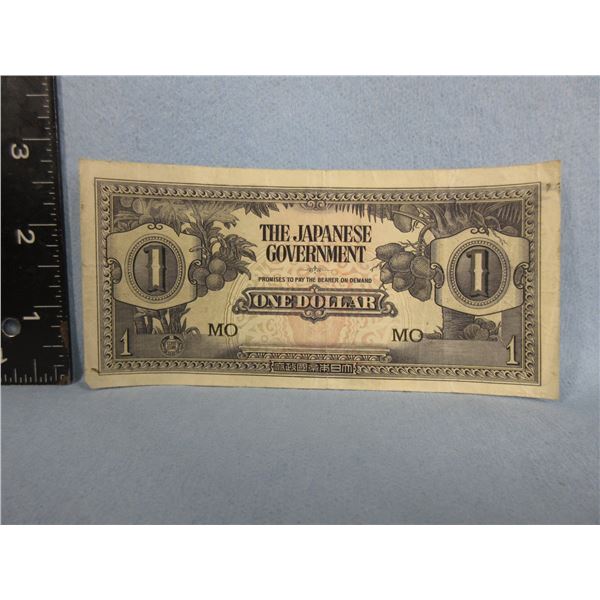 3
2
1
THE JAPANESE
GOVERNMENT
PROMISES TO PAY THE BEARER ON DEMAND
ONE DOLLAR
1
1
MO
MO
1
1
府政國帝本日大